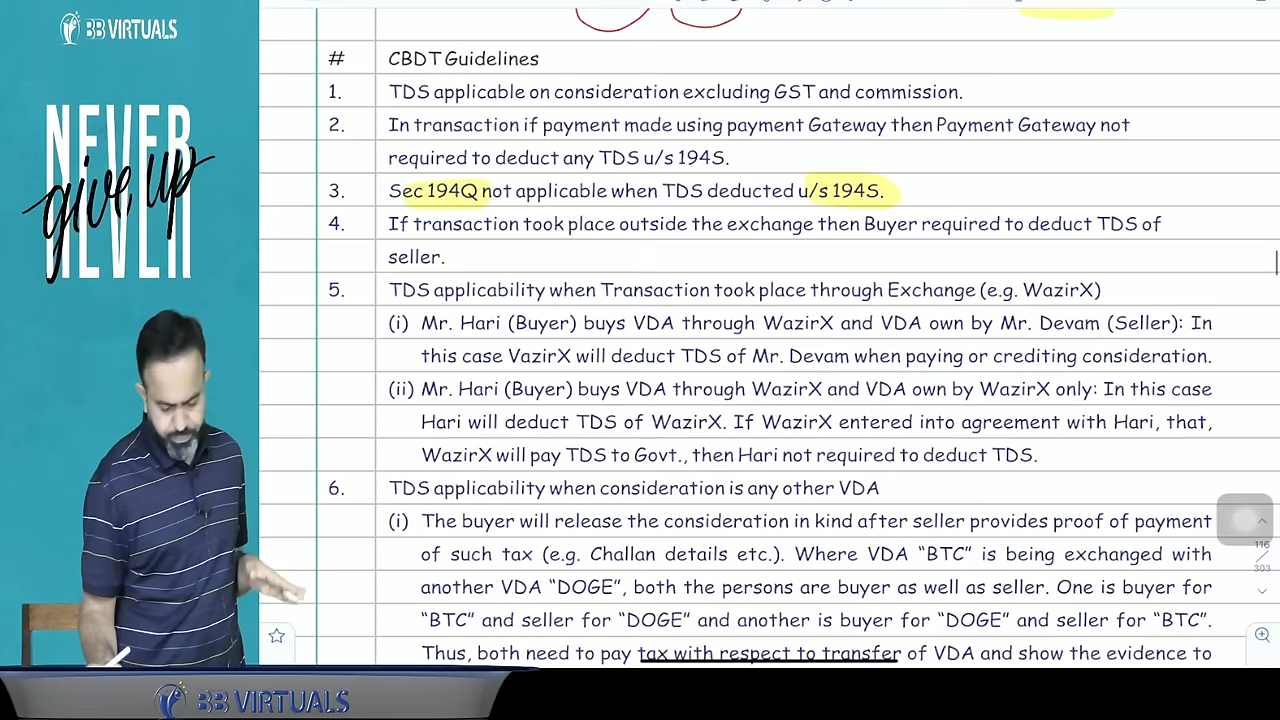 BB VIRTUALS
NEVER
give up
NEVER
# CBDT Guidelines
1. TDS applicable on consideration excluding GST and commission.
2. In transaction if payment made using payment Gateway then Payment Gateway not
required to deduct any TDS u/s 194S.
3. Sec 194Q not applicable when TDS deducted u/s 194S.
4. If transaction took place outside the exchange then Buyer required to deduct TDS of
seller.
5. TDS applicability when Transaction took place through Exchange (e.g. WazirX)
(i) Mr. Hari (Buyer) buys VDA through WazirX and VDA own by Mr. Devam (Seller): In
this case VazirX will deduct TDS of Mr. Devam when paying or crediting consideration.
(ii) Mr. Hari (Buyer) buys VDA through WazirX and VDA own by WazirX only: In this case
Hari will deduct TDS of WazirX. If WazirX entered into agreement with Hari, that,
WazirX will pay TDS to Govt., then Hari not required to deduct TDS.
6. TDS applicability when consideration is any other VDA
(i) The buyer will release the consideration in kind after seller provides proof of payment
of such tax (e.g. Challan details etc.). Where VDA “BTC” is being exchanged with
another VDA “DOGE”, both the persons are buyer as well as seller. One is buyer for
“BTC” and seller for “DOGE” and another is buyer for “DOGE” and seller for “BTC”.
Thus, both need to pay tax with respect to transfer of VDA and show the evidence to
116
303
BB VIRTUALS